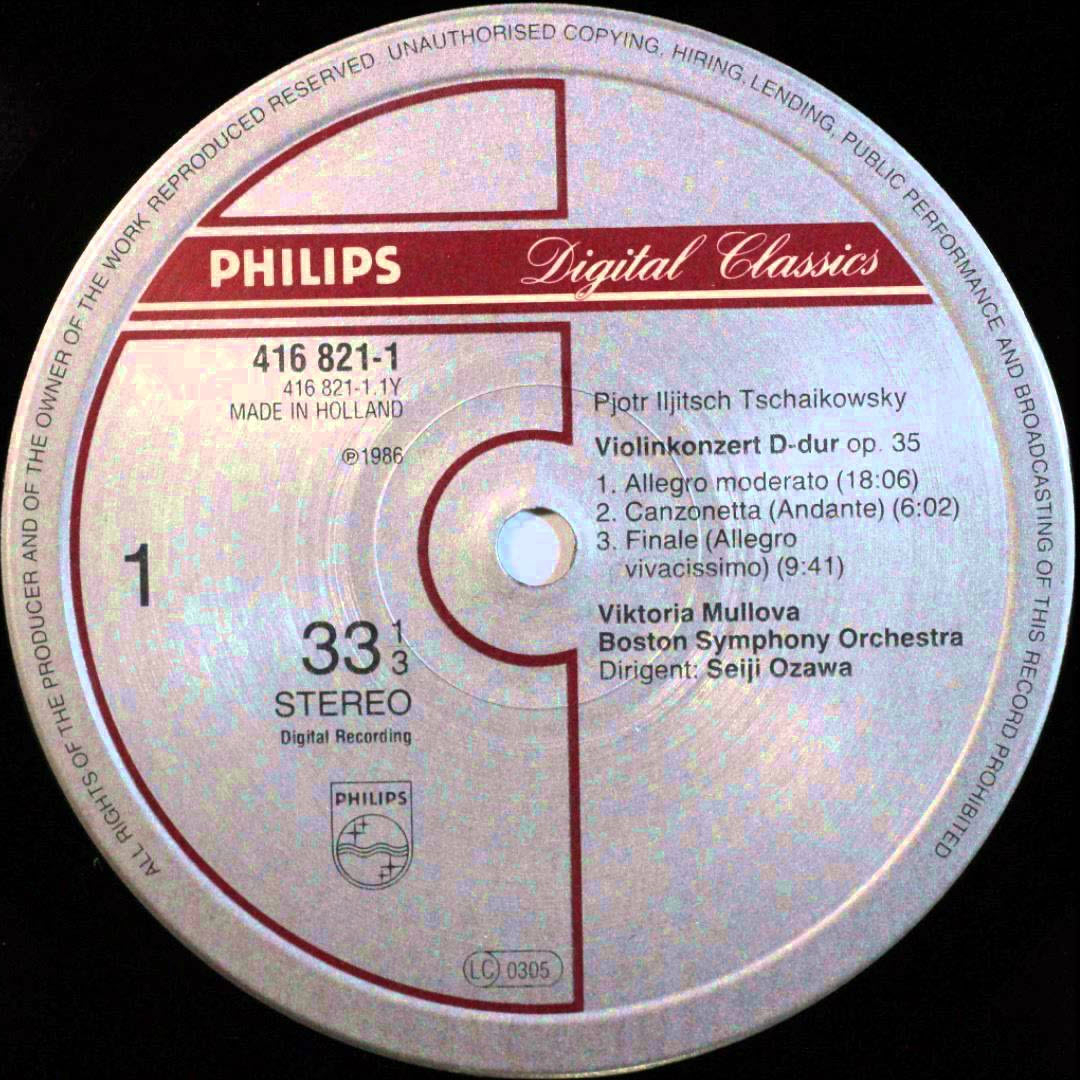 ALL RIGHTS OF THE PRODUCER AND OF THE OWNER OF THE WORK REPRODUCED RESERVED UNAUTHORISED COPYING, HIRING, LENDING, PUBLIC PERFORMANCE AND BROADCASTING OF THIS RECORD PROHIBITED
PHILIPS Digital Classics
416 821-1
416 821-1.1Y
MADE IN HOLLAND
℗1986
1
33 1/3
STEREO
Digital Recording
PHILIPS
LC 0305
Pjotr Iljitsch Tschaikowsky
Violinkonzert D-dur op. 35
1. Allegro moderato (18:06)
2. Canzonetta (Andante) (6:02)
3. Finale (Allegro
vivacissimo) (9:41)
Viktoria Mullova
Boston Symphony Orchestra
Dirigent: Seiji Ozawa